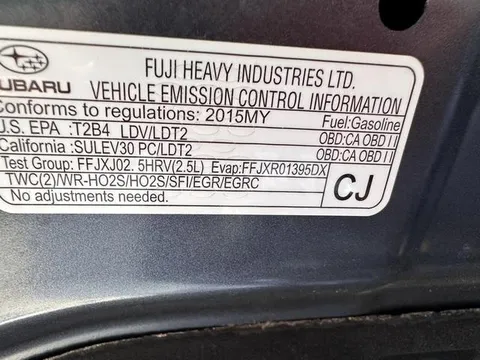 FUJI HEAVY INDUSTRIES LTD.
SUBARU VEHICLE EMISSION CONTROL INFORMATION
Conforms to regulations: 2015MY Fuel:Gasoline
U.S. EPA :T2B4 LDV/LDT2 OBD:CA OBD II
California :SULEV30 PC/LDT2 OBD:CA OBD II
Test Group: FFJXJ02. 5HRV(2.5L) Evap:FFJXR01395DX
TWC(2)/WR-HO2S/HO2S/SFI/EGR/EGRC
No adjustments needed.
CJ